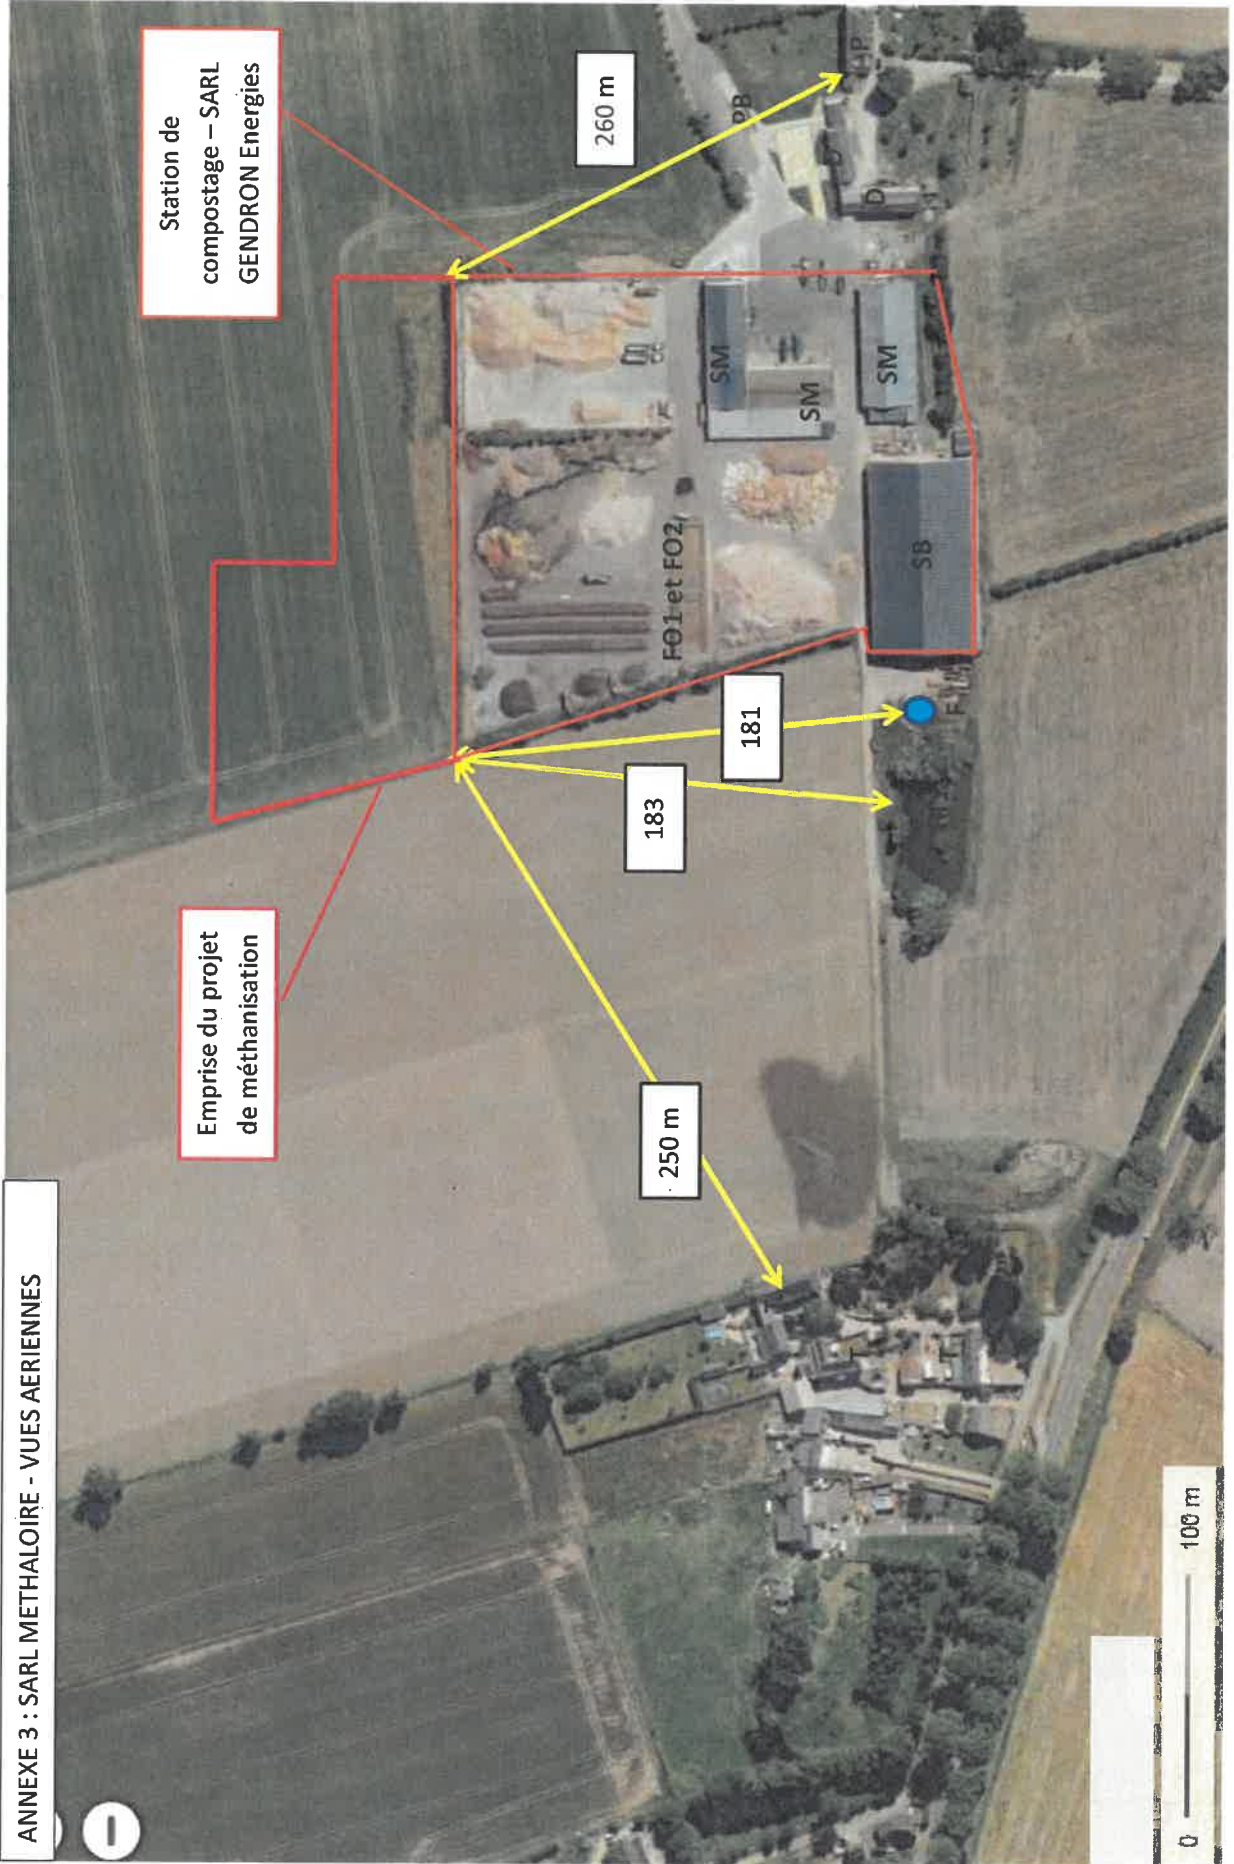 ANNEXE 3 : SARL METHALOIRE - VUES AERIENNES
Emprise du projet
de méthanisation
Station de
compostage – SARL
GENDRON Energies
260 m
250 m
183
181
FO1 et FO2
SM
SM
SM
SB
PB
HP
D
D
F
T
T
0
100 m